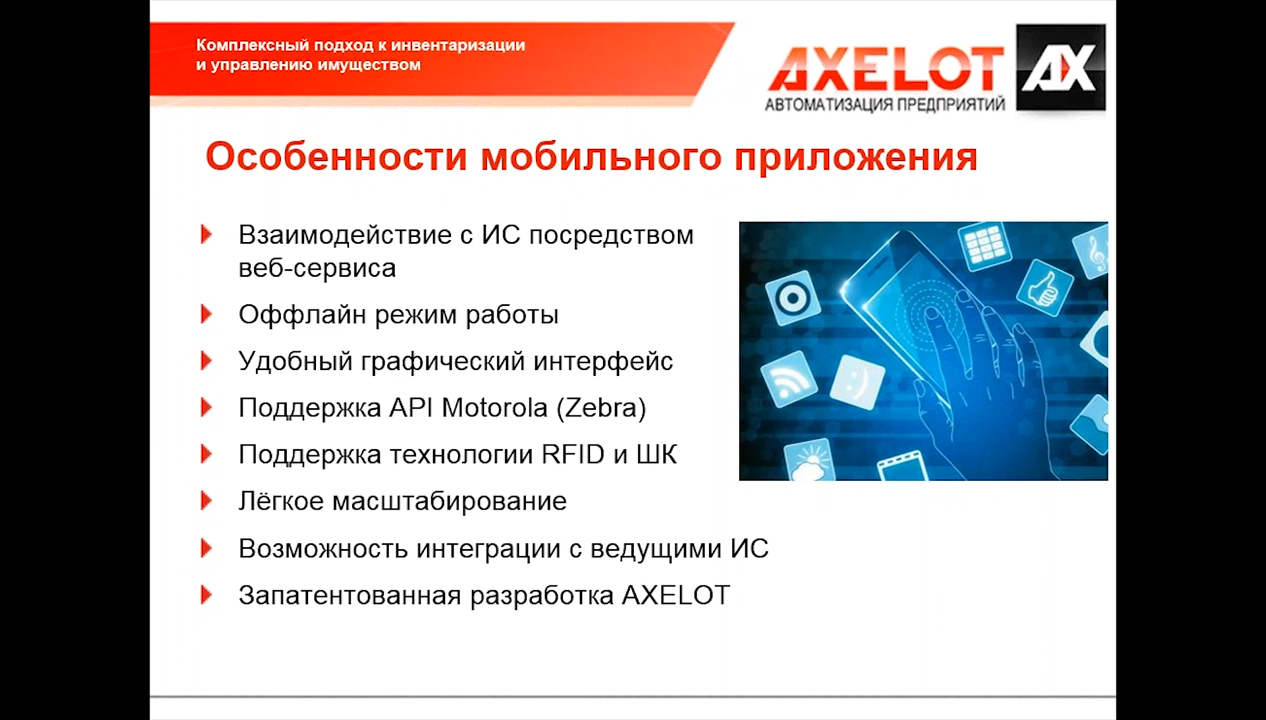 Комплексный подход к инвентаризации
и управлению имуществом
AXELOT
АВТОМАТИЗАЦИЯ ПРЕДПРИЯТИЙ
AX
Особенности мобильного приложения
Взаимодействие с ИС посредством
веб-сервиса
Оффлайн режим работы
Удобный графический интерфейс
Поддержка API Motorola (Zebra)
Поддержка технологии RFID и ШК
Лёгкое масштабирование
Возможность интеграции с ведущими ИС
Запатентованная разработка AXELOT